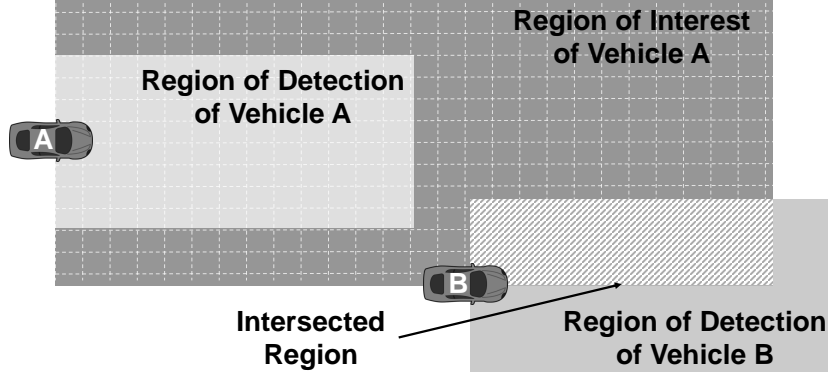 Region of Interest
of Vehicle A
Region of Detection
of Vehicle A
A
B
Intersected
Region
Region of Detection
of Vehicle B